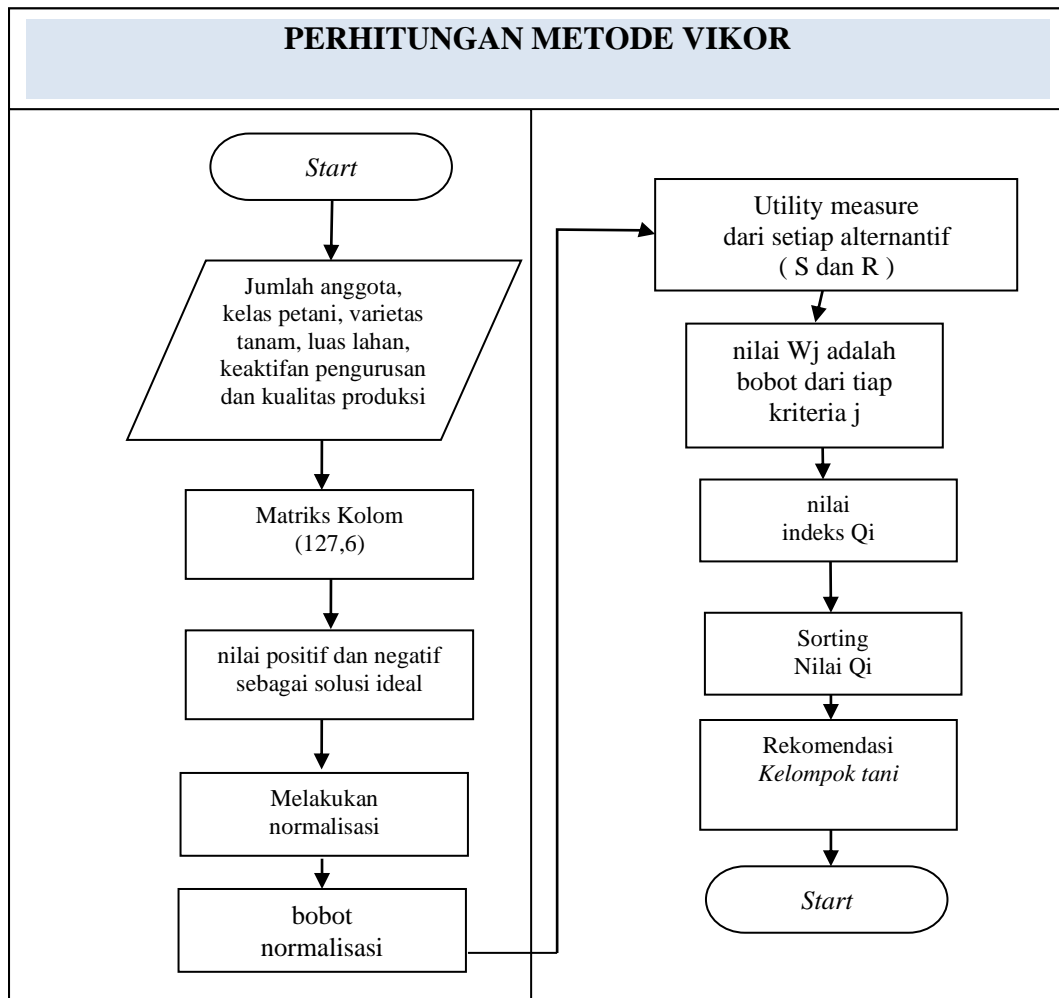 PERHITUNGAN METODE VIKOR
Start
Jumlah anggota,
kelas petani, varietas
tanam, luas lahan,
keaktifan pengurusan
dan kualitas produksi
Matriks Kolom
(127,6)
nilai positif dan negatif
sebagai solusi ideal
Melakukan
normalisasi
bobot
normalisasi
Utility measure
dari setiap alternantif
( S dan R )
nilai Wj adalah
bobot dari tiap
kriteria j
nilai
indeks Qi
Sorting
Nilai Qi
Rekomendasi
Kelompok tani
Start